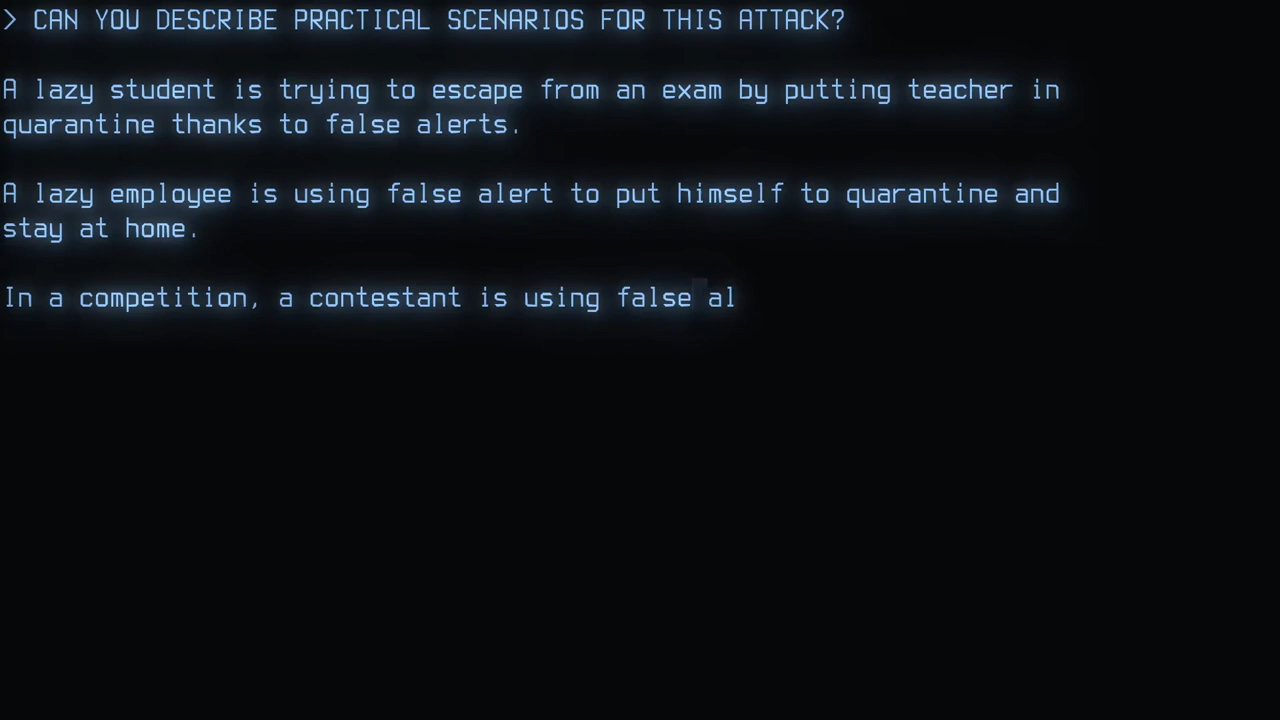 > CAN YOU DESCRIBE PRACTICAL SCENARIOS FOR THIS ATTACK?
A lazy student is trying to escape from an exam by putting teacher in
quarantine thanks to false alerts.
A lazy employee is using false alert to put himself to quarantine and
stay at home.
In a competition, a contestant is using false al